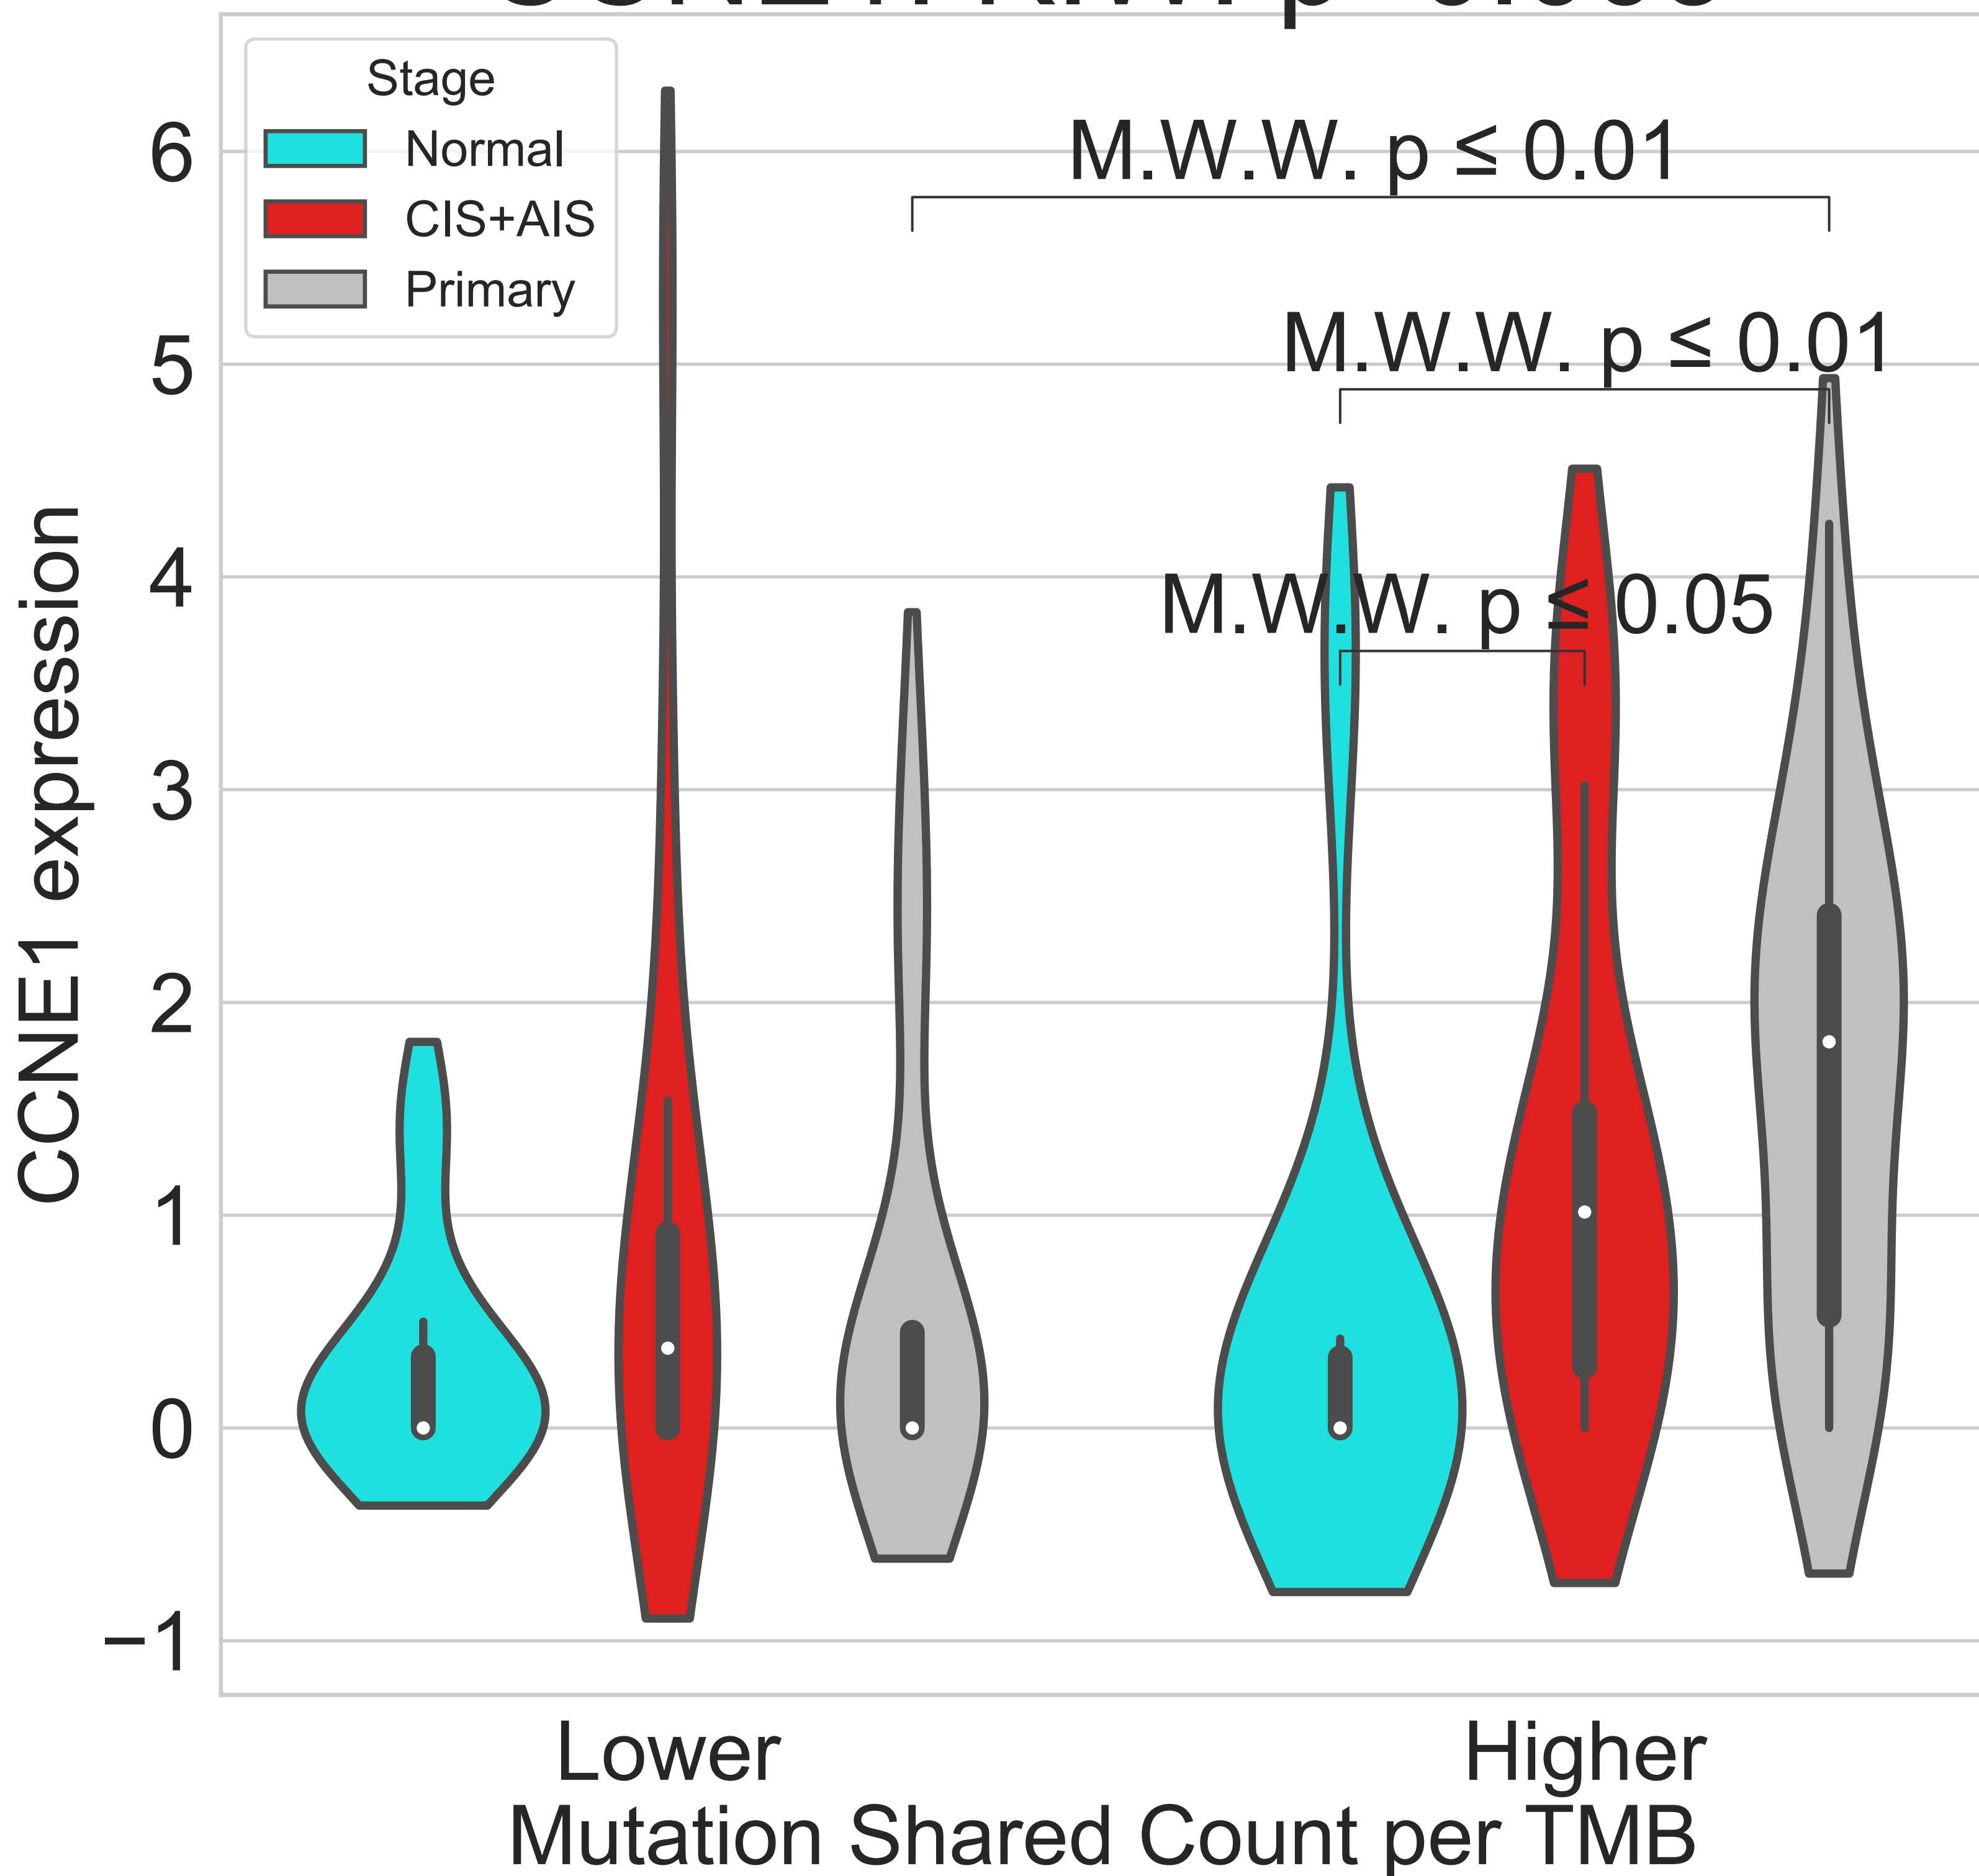 Stage
Normal
CIS+AIS
Primary
M.W.W. p ≤ 0.01
M.W.W. p ≤ 0.01
M.W.W. p ≤ 0.05
6
5
4
3
2
1
0
−1
CCNE1 expression
Lower
Higher
Mutation Shared Count per TMB